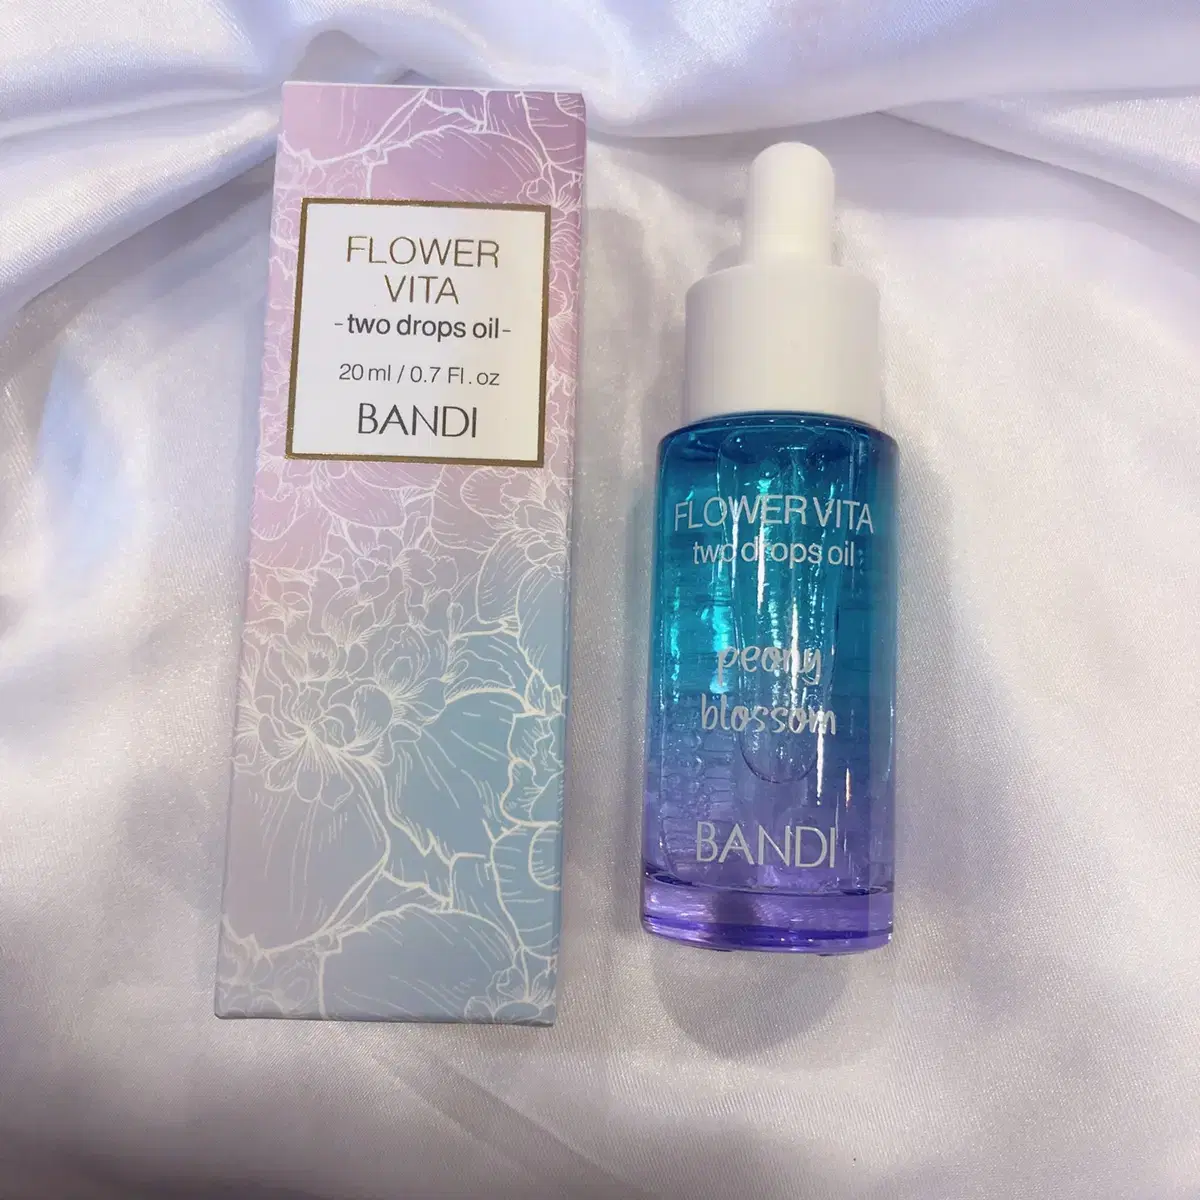 FLOWER
VITA
-two drops oil-
20 ml / 0.7 Fl. oz
BANDI
FLOWER VITA
two drops oil
peony
blossom
BANDI